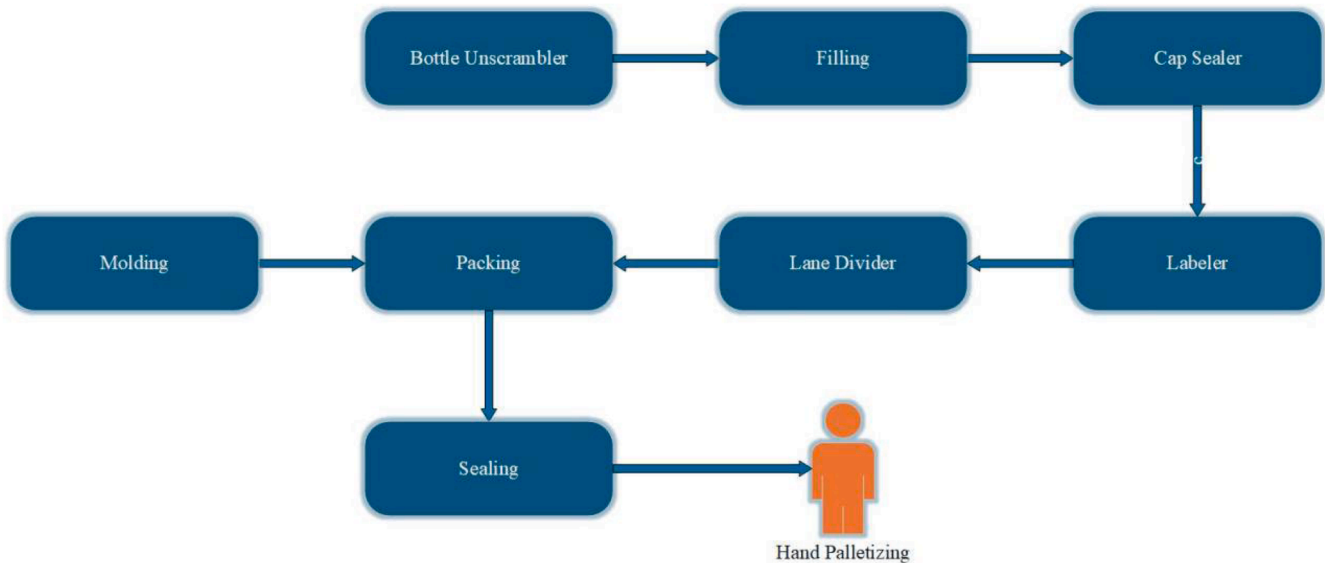 Bottle Unscrambler
Filling
Cap Sealer
Molding
Packing
Lane Divider
Labeler
Sealing
Hand Palletizing